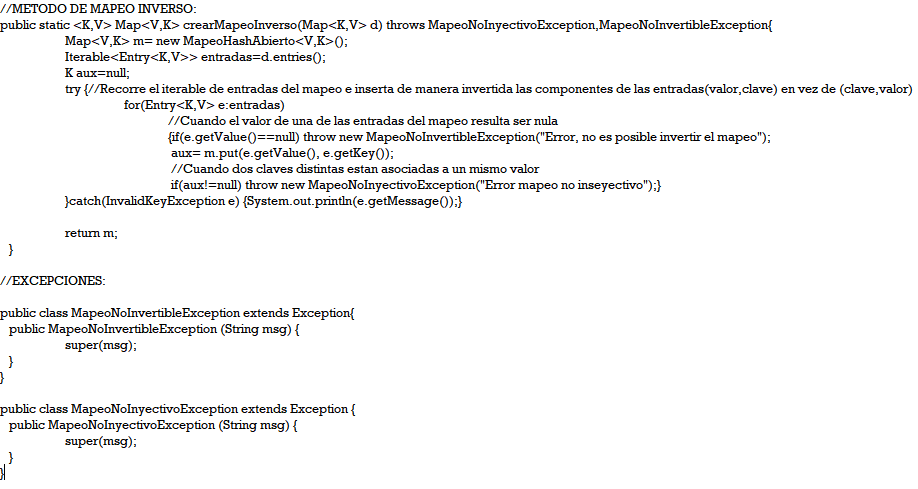 //METODO DE MAPEO INVERSO:
public static <K,V> Map<V,K> crearMapeoInverso(Map<K,V> d) throws MapeoNoInyectivoException,MapeoNoInvertibleException{
Map<V,K> m= new MapeoHashAbierto<V,K>();
Iterable<Entry<K,V>> entradas=d.entries();
K aux=null;
try {//Recorre el iterable de entradas del mapeo e inserta de manera invertida las componentes de las entradas(valor,clave) en vez de (clave,valor)
for(Entry<K,V> e:entradas)
//Cuando el valor de una de las entradas del mapeo resulta ser nula
{if(e.getValue()==null) throw new MapeoNoInvertibleException("Error, no es posible invertir el mapeo");
aux= m.put(e.getValue(), e.getKey());
//Cuando dos claves distintas estan asociadas a un mismo valor
if(aux!=null) throw new MapeoNoInyectivoException("Error mapeo no inseyectivo");}
}catch(InvalidKeyException e) {System.out.println(e.getMessage());}
return m;
}
//EXCEPCIONES:
public class MapeoNoInvertibleException extends Exception{
public MapeoNoInvertibleException (String msg) {
super(msg);
}
}
public class MapeoNoInyectivoException extends Exception {
public MapeoNoInyectivoException (String msg) {
super(msg);
}
}